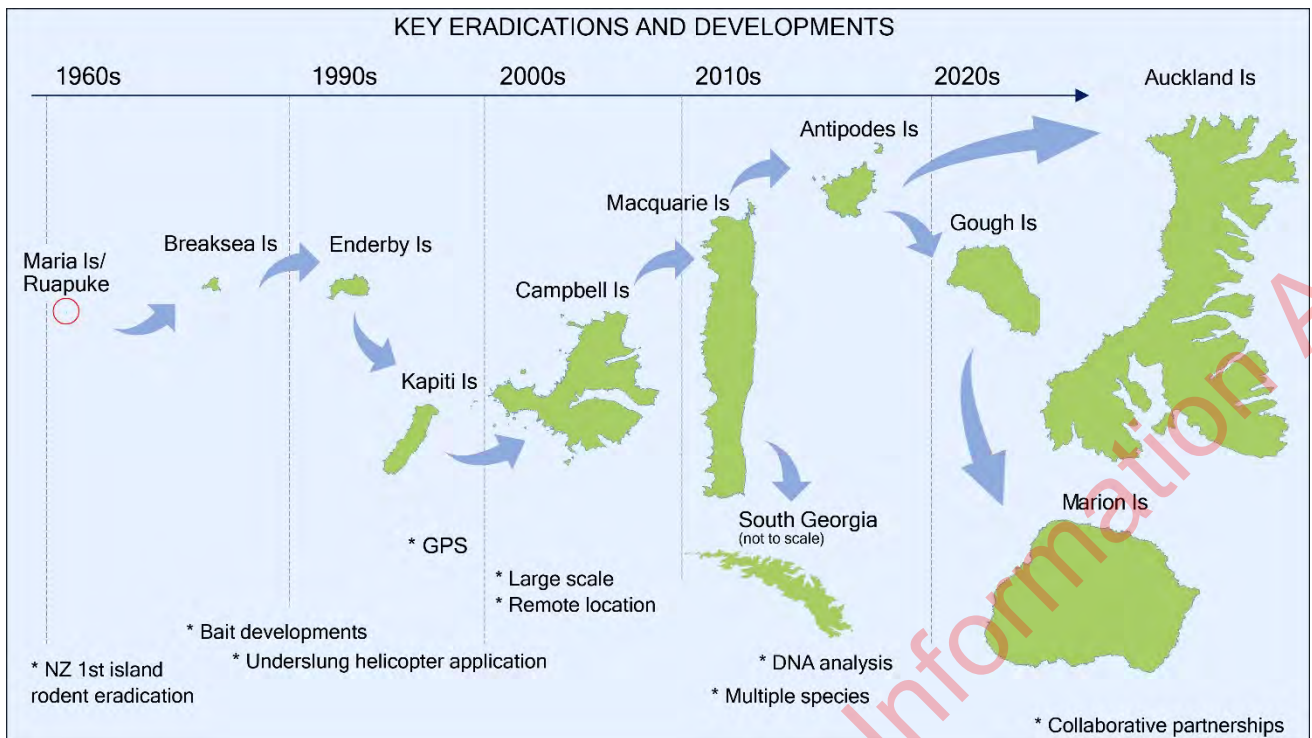 KEY ERADICATIONS AND DEVELOPMENTS
1960s
1990s
2000s
2010s
2020s
Auckland Is
Antipodes Is
Macquarie Is
Gough Is
Breaksea Is
Enderby Is
Maria Is/
Ruapuke
Campbell Is
Kapiti Is
Marion Is
South Georgia
(not to scale)
* GPS
* Large scale
* Remote location
* Bait developments
* Underslung helicopter application
* NZ 1st island
rodent eradication
* DNA analysis
* Multiple species
* Collaborative partnerships
Information A